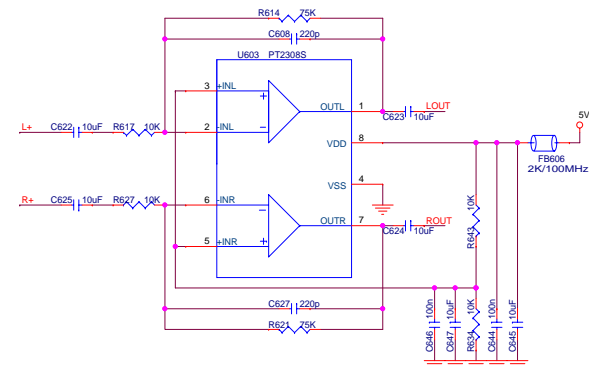 R614 75K
C608 220p
U603 PT2308S
5V
3 +INL
+
OUTL 1
LOUT
C623 10uF
L+
C622 10uF
R617 10K
2 -INL
−
VDD 8
FB606
2K/100MHz
VSS 4
R+
C625 10uF
R627 10K
6 -INR
−
OUTR 7
ROUT
C624 10uF
5 +INR
+
R643 10K
C627 220p
R621 75K
C646 100n
C647 10uF
R634 10K
C644 100n
C645 10uF